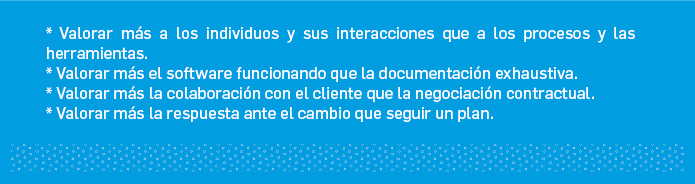 * Valorar más a los individuos y sus interacciones que a los procesos y las
herramientas.
* Valorar más el software funcionando que la documentación exhaustiva.
* Valorar más la colaboración con el cliente que la negociación contractual.
* Valorar más la respuesta ante el cambio que seguir un plan.